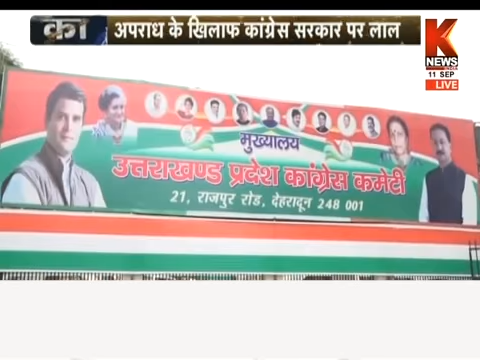 क्रा
अपराध के खिलाफ कांग्रेस सरकार पर लाल
K
NEWS
11 SEP
LIVE
मुख्यालय
उत्तराखण्ड प्रदेश कांग्रेस कमेटी
21, राजपुर रोड, देहरादून 248 001